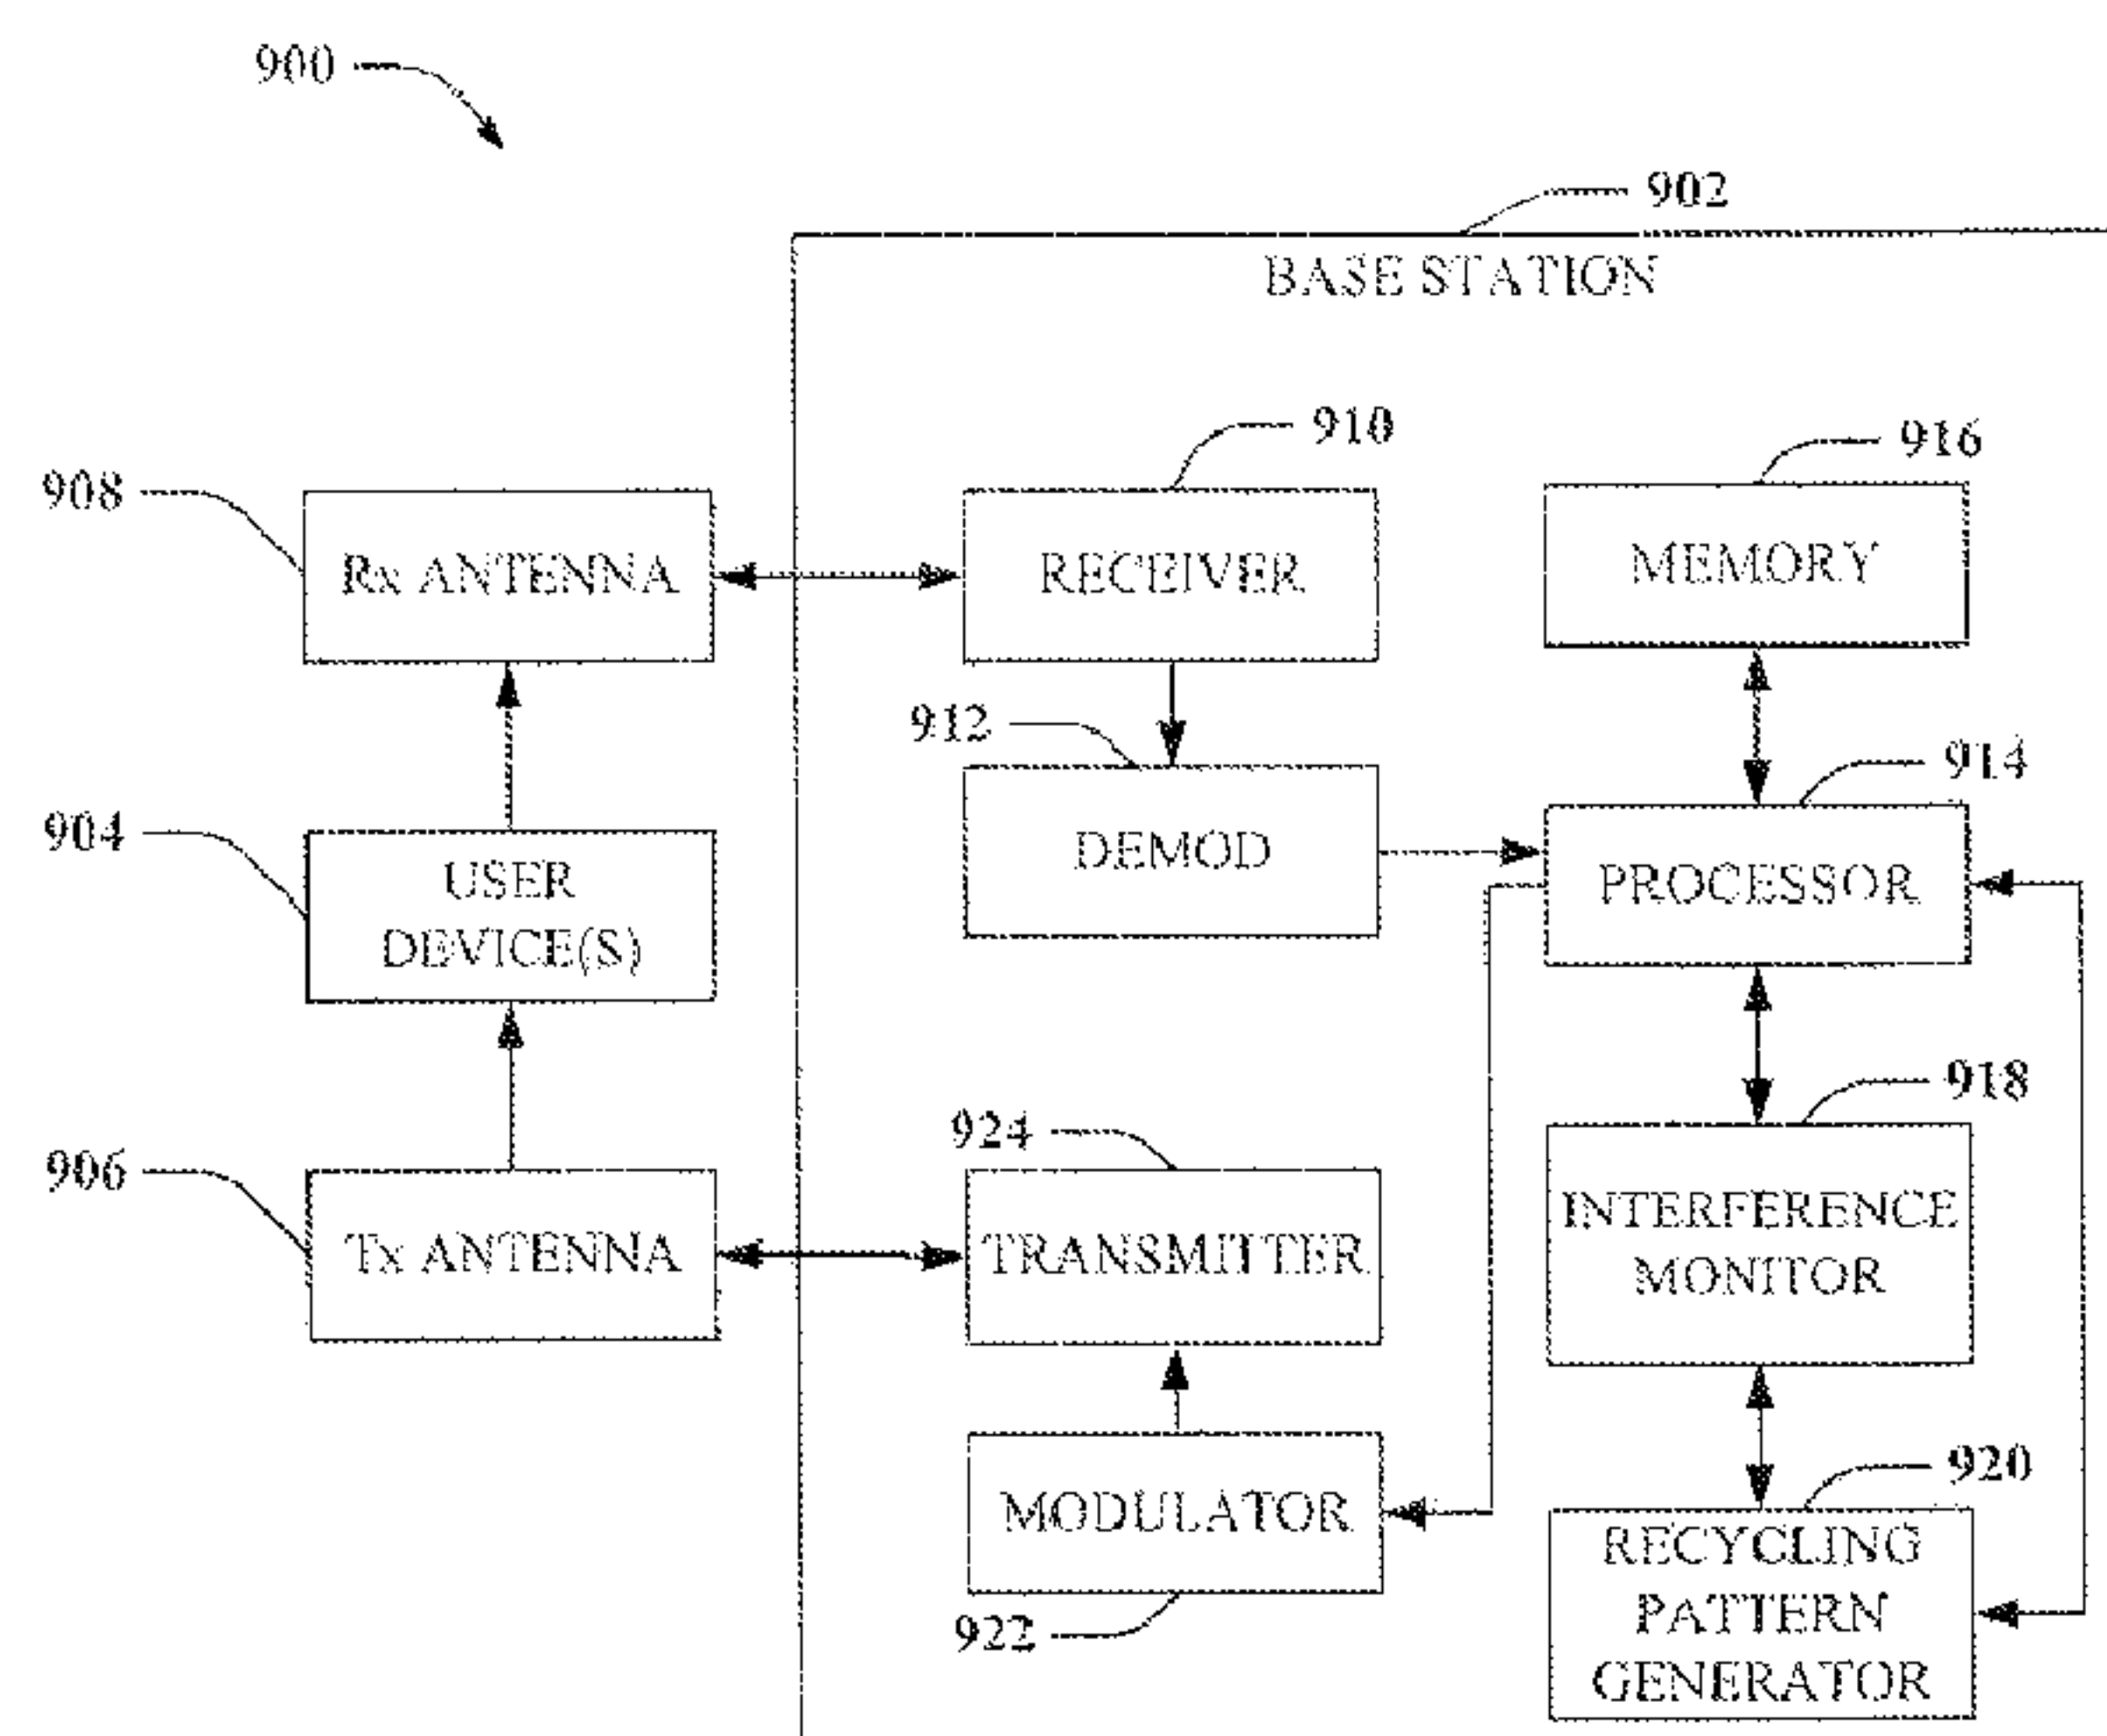 900
902
BASE STATION
910
916
908
Rx ANTENNA
RECEIVER
MEMORY
912
914
904
USER
DEVICE(S)
DEMOD
PROCESSOR
918
924
906
Tx ANTENNA
TRANSMITTER
INTERFERENCE
MONITOR
920
MODULATOR
922
RECYCLING
PATTERN
GENERATOR